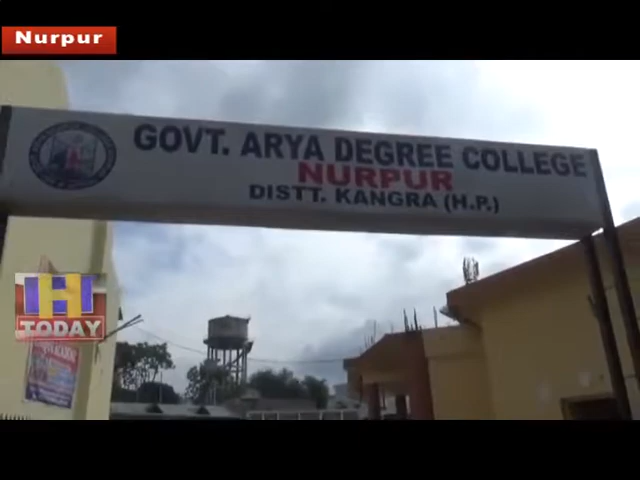 Nurpur
GOVT. ARYA DEGREE COLLEGE
NURPUR
DISTT. KANGRA (H.P.)
H
TODAY